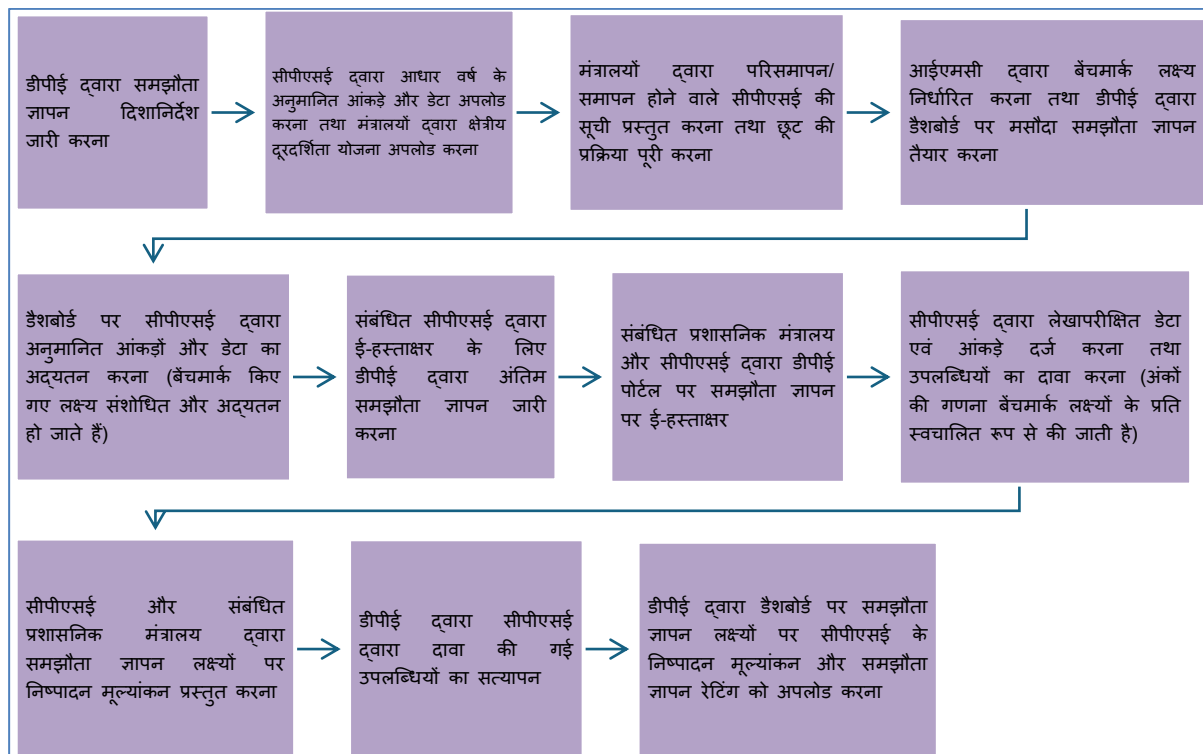 डीपीई द्वारा समझौता
ज्ञापन दिशानिर्देश
जारी करना
सीपीएसई द्वारा आधार वर्ष के
अनुमानित आंकड़े और डेटा अपलोड
करना तथा मंत्रालयों द्वारा क्षेत्रीय
दूरदर्शिता योजना अपलोड करना
मंत्रालयों द्वारा परिसमापन/
समापन होने वाले सीपीएसई की
सूची प्रस्तुत करना तथा छूट की
प्रक्रिया पूरी करना
आईएमसी द्वारा बेंचमार्क लक्ष्य
निर्धारित करना तथा डीपीई द्वारा
डैशबोर्ड पर मसौदा समझौता ज्ञापन
तैयार करना
डैशबोर्ड पर सीपीएसई द्वारा
अनुमानित आंकड़ों और डेटा का
अद्यतन करना (बेंचमार्क किए
गए लक्ष्य संशोधित और अद्यतन
हो जाते हैं)
संबंधित सीपीएसई द्वारा
ई-हस्ताक्षर के लिए
डीपीई द्वारा अंतिम
समझौता ज्ञापन जारी
करना
संबंधित प्रशासनिक मंत्रालय
और सीपीएसई द्वारा डीपीई
पोर्टल पर समझौता ज्ञापन
पर ई-हस्ताक्षर
सीपीएसई द्वारा लेखापरीक्षित डेटा
एवं आंकड़े दर्ज करना तथा
उपलब्धियों का दावा करना (अंकों
की गणना बेंचमार्क लक्ष्यों के प्रति
स्वचालित रूप से की जाती है)
सीपीएसई और संबंधित
प्रशासनिक मंत्रालय द्वारा
समझौता ज्ञापन लक्ष्यों पर
निष्पादन मूल्यांकन प्रस्तुत करना
डीपीई द्वारा सीपीएसई
द्वारा दावा की गई
उपलब्धियों का सत्यापन
डीपीई द्वारा डैशबोर्ड पर समझौता
ज्ञापन लक्ष्यों पर सीपीएसई के
निष्पादन मूल्यांकन और समझौता
ज्ञापन रेटिंग को अपलोड करना